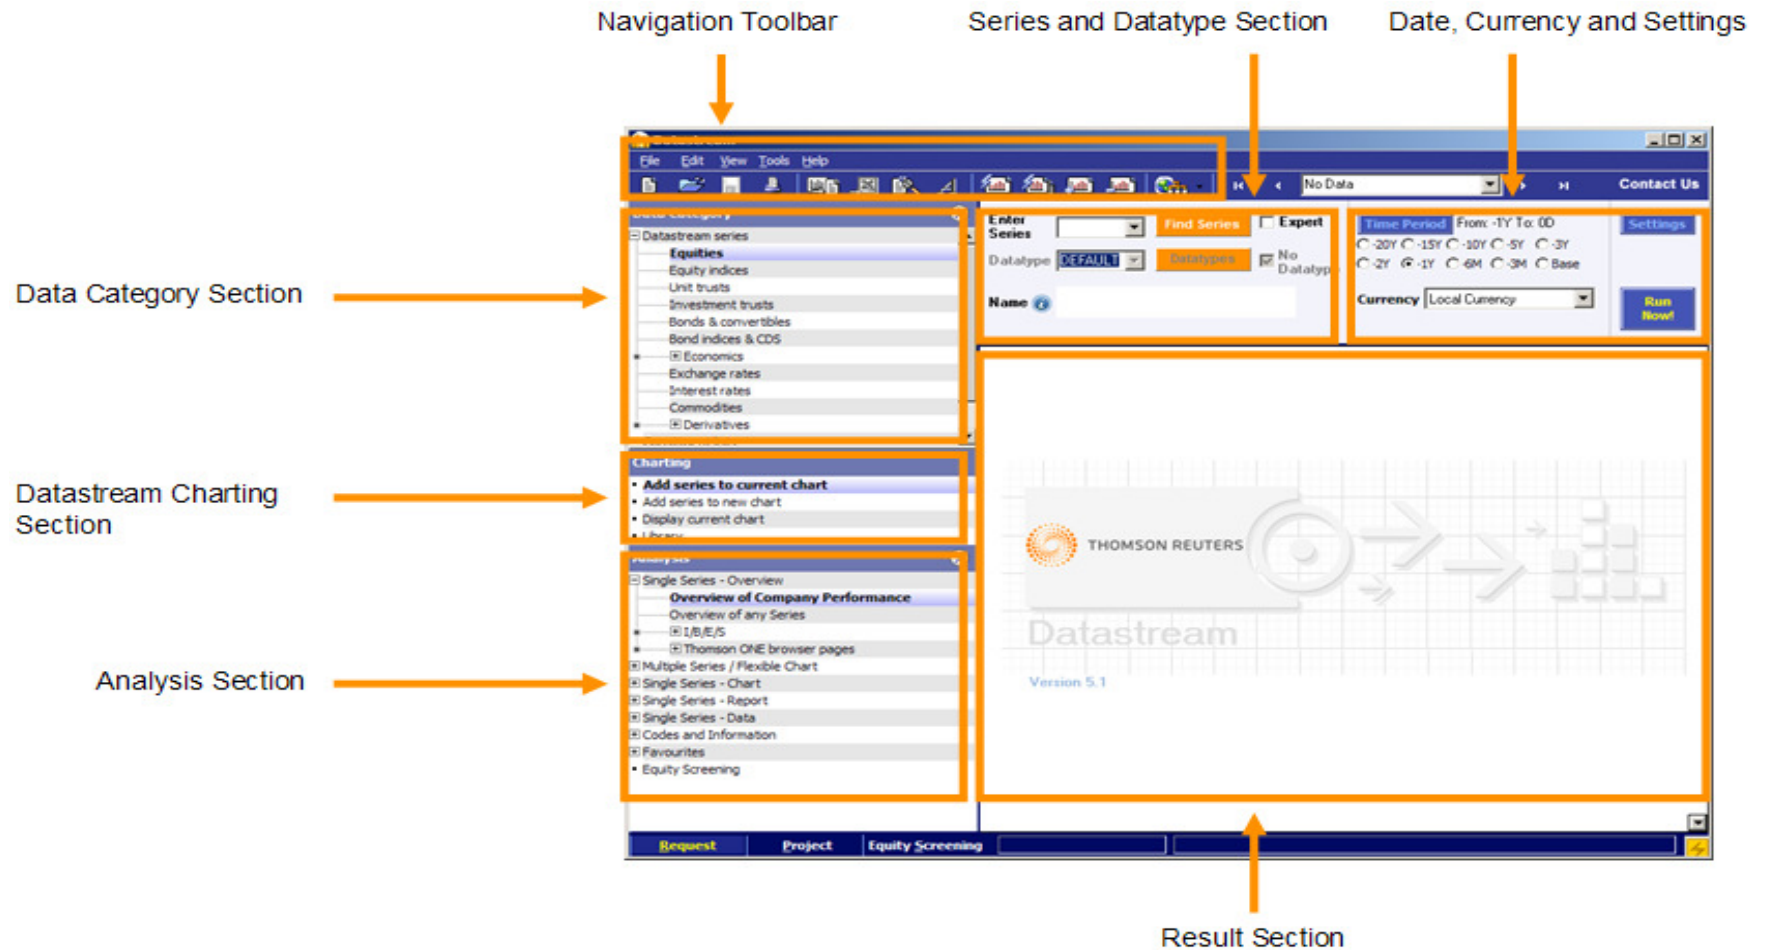 Navigation Toolbar
Series and Datatype Section
Date, Currency and Settings
File Edit View Tools Help
No Data
Contact Us
Data Category Section
Datastream series
Equities
Equity indices
Unit trusts
Investment trusts
Bonds & convertibles
Bond indices & CDS
Economics
Exchange rates
Interest rates
Commodities
Derivatives
Enter Series
Find Series
Expert
Datatype DEFAULT
Datatypes
No Datatyp
Name
Time Period From: -1Y To: 0D
-20Y -15Y -10Y -5Y -3Y
-2Y -1Y -6M -3M Base
Currency Local Currency
Settings
Run Now!
Datastream Charting
Section
Charting
Add series to current chart
Add series to new chart
Display current chart
Library
Analysis Section
Analysis
Single Series - Overview
Overview of Company Performance
Overview of any Series
I/B/E/S
Thomson ONE browser pages
Multiple Series / Flexible Chart
Single Series - Chart
Single Series - Report
Single Series - Data
Codes and Information
Favourites
Equity Screening
THOMSON REUTERS
Datastream
Version 5.1
Request Project Equity Screening
Result Section